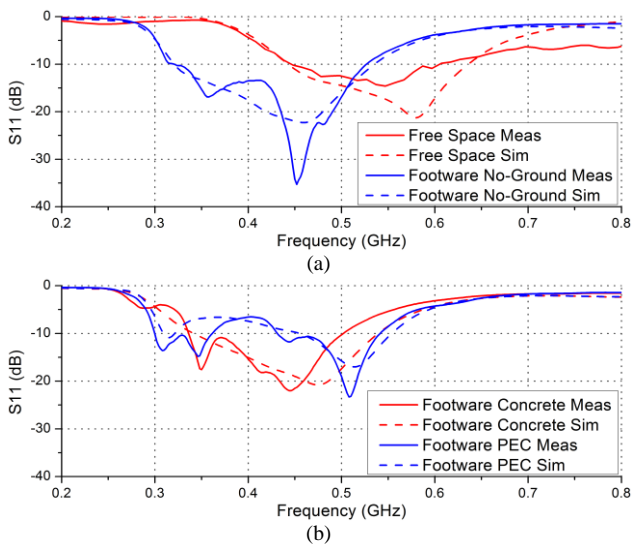 0
-10
-20
-30
-40
S11 (dB)
Free Space Meas
Free Space Sim
Footware No-Ground Meas
Footware No-Ground Sim
0.2 0.3 0.4 0.5 0.6 0.7 0.8
Frequency (GHz)
(a)
0
-10
-20
-30
-40
S11 (dB)
Footware Concrete Meas
Footware Concrete Sim
Footware PEC Meas
Footware PEC Sim
0.2 0.3 0.4 0.5 0.6 0.7 0.8
Frequency (GHz)
(b)